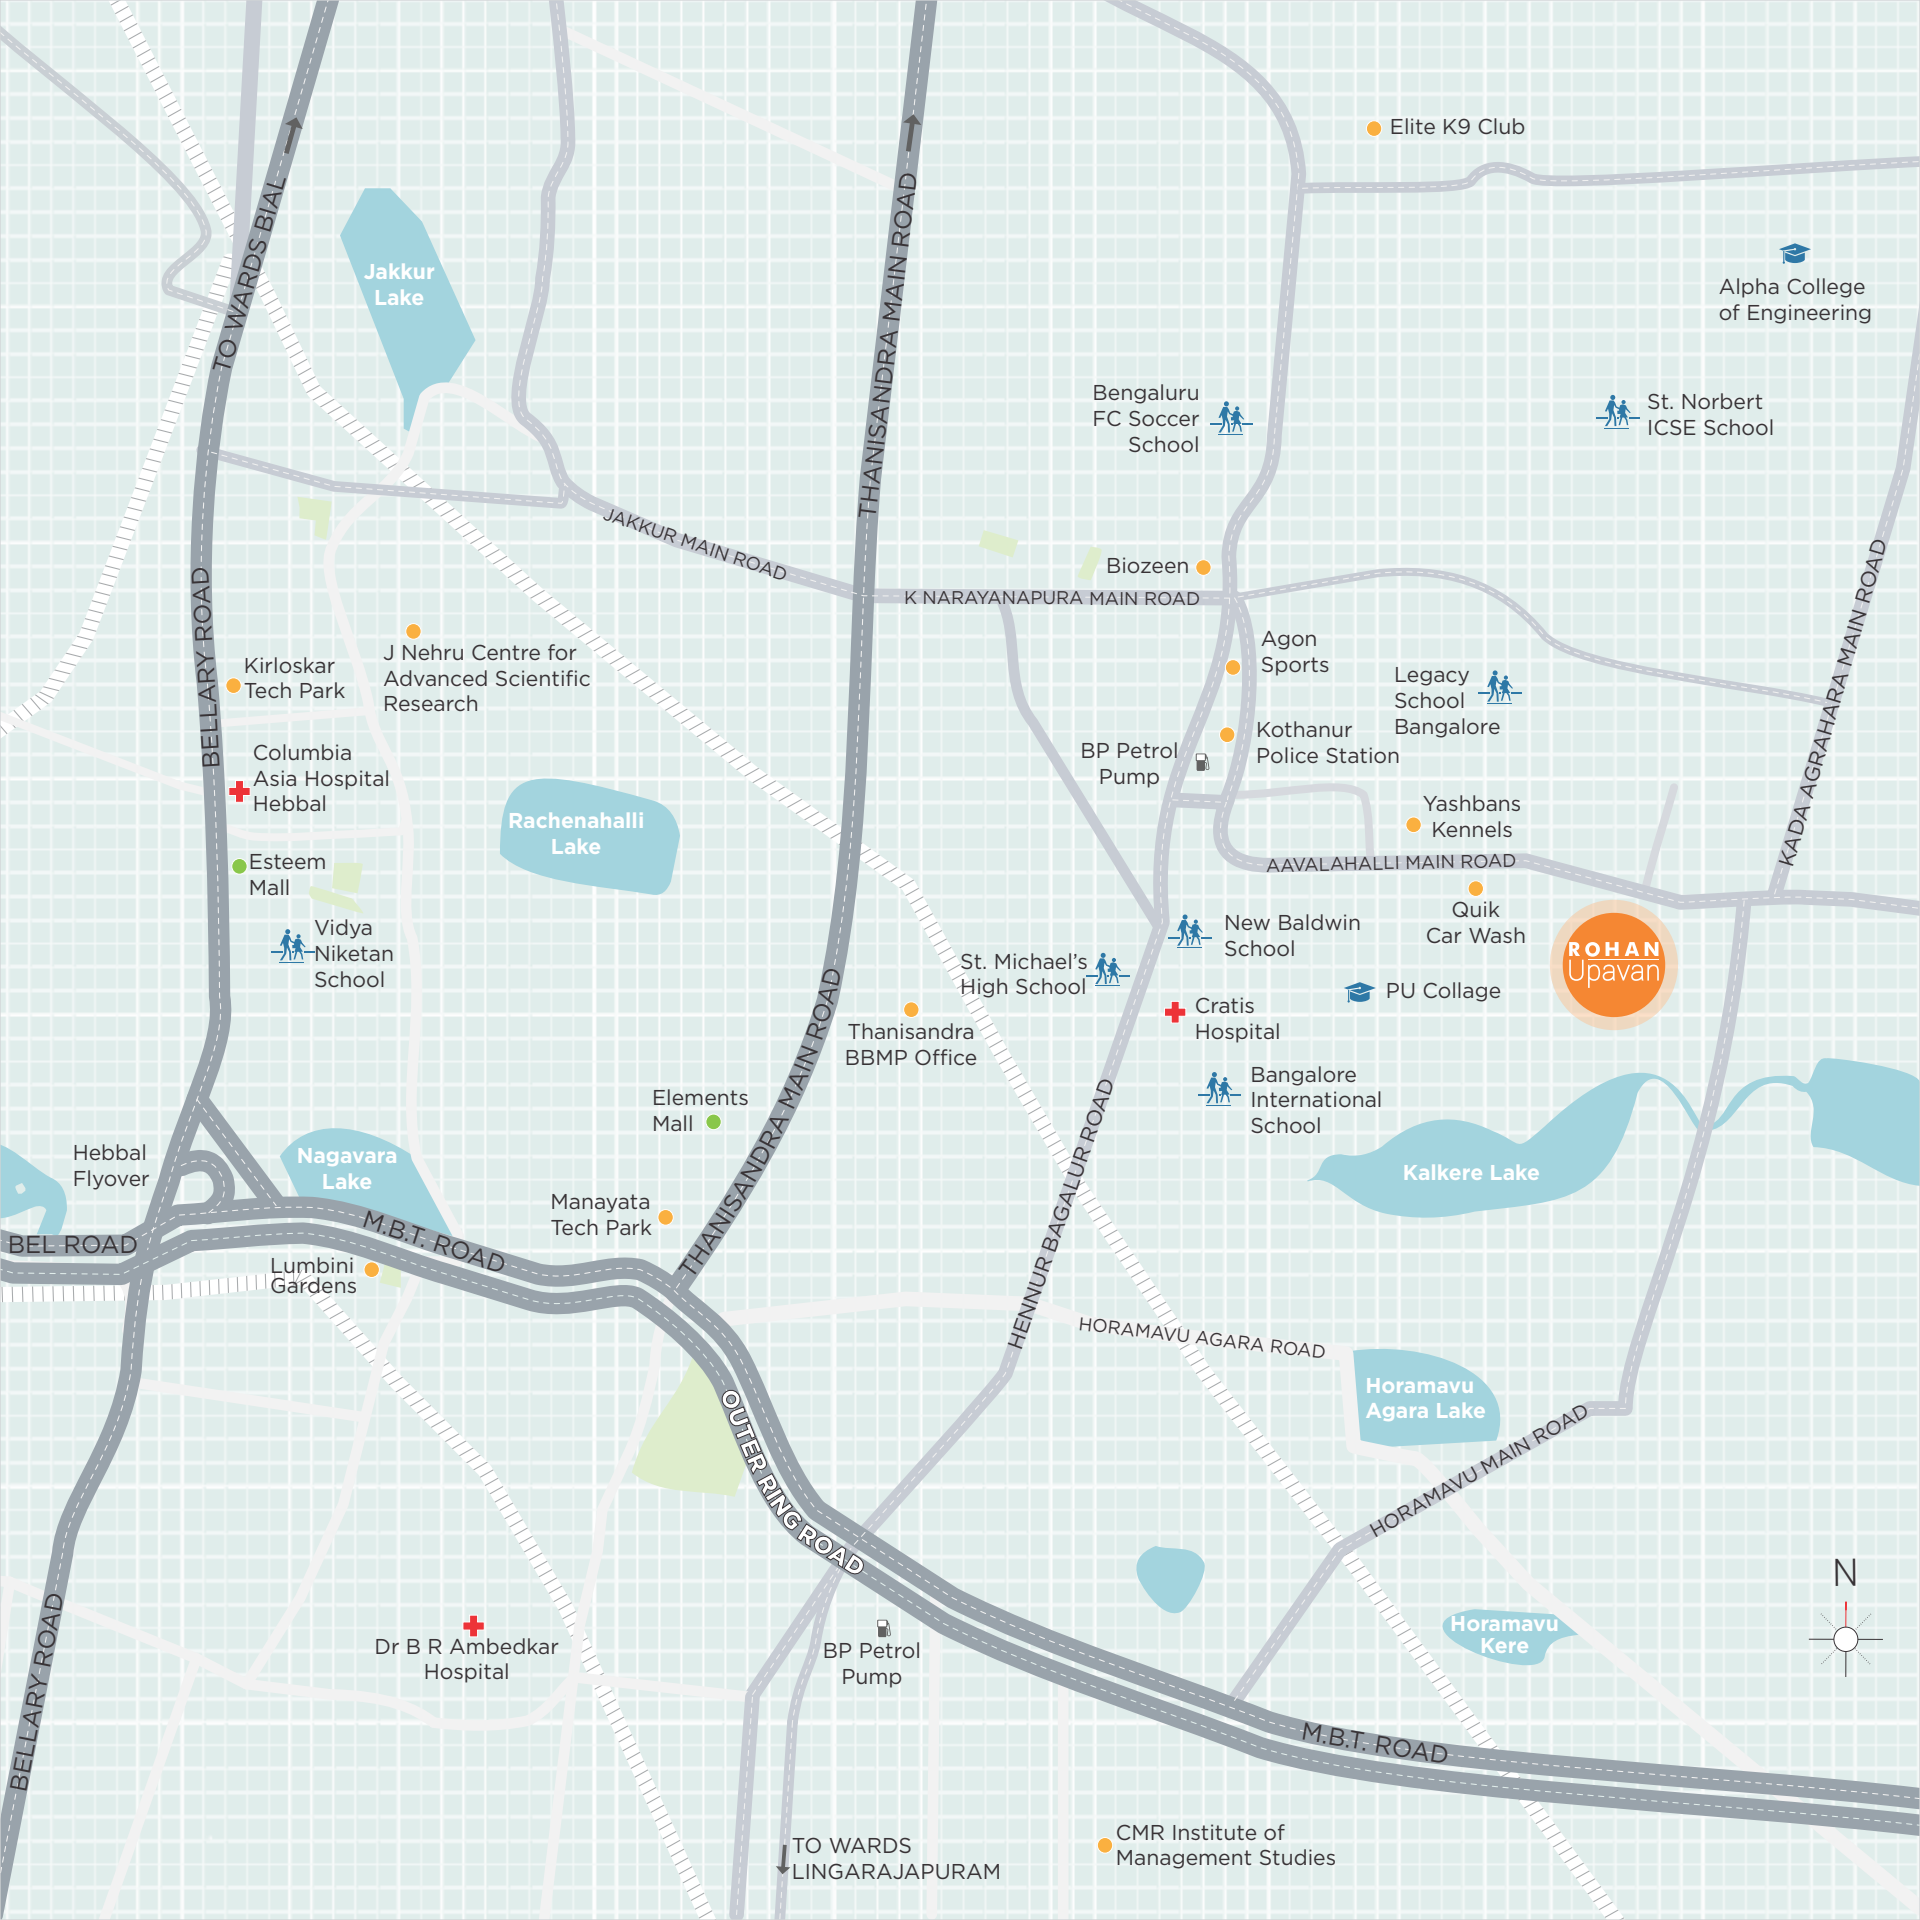 Elite K9 Club
TO WARDS BIAL
THANISANDRA MAIN ROAD
Jakkur
Lake
Alpha College
of Engineering
Bengaluru
FC Soccer
School
St. Norbert
ICSE School
JAKKUR MAIN ROAD
Biozeen
K NARAYANAPURA MAIN ROAD
KADA AGRAHARA MAIN ROAD
BELLARY ROAD
Kirloskar
Tech Park
J Nehru Centre for
Advanced Scientific
Research
Agon
Sports
Legacy
School
Bangalore
Kothanur
Police Station
BP Petrol
Pump
Columbia
Asia Hospital
Hebbal
Rachenahalli
Lake
Yashbans
Kennels
AAVALAHALLI MAIN ROAD
Esteem
Mall
Quik
Car Wash
Vidya
Niketan
School
New Baldwin
School
ROHAN
Upavan
St. Michael's
High School
PU Collage
Cratis
Hospital
Thanisandra
BBMP Office
THANISANDRA MAIN ROAD
Bangalore
International
School
Elements
Mall
HENNUR BAGALUR ROAD
Hebbal
Flyover
Nagavara
Lake
Kalkere Lake
Manayata
Tech Park
BEL ROAD
M.B.T. ROAD
Lumbini
Gardens
HORAMAVU AGARA ROAD
Horamavu
Agara Lake
OUTER RING ROAD
HORAMAVU MAIN ROAD
N
BELLARY ROAD
Dr B R Ambedkar
Hospital
BP Petrol
Pump
Horamavu
Kere
M.B.T. ROAD
TO WARDS
LINGARAJAPURAM
CMR Institute of
Management Studies